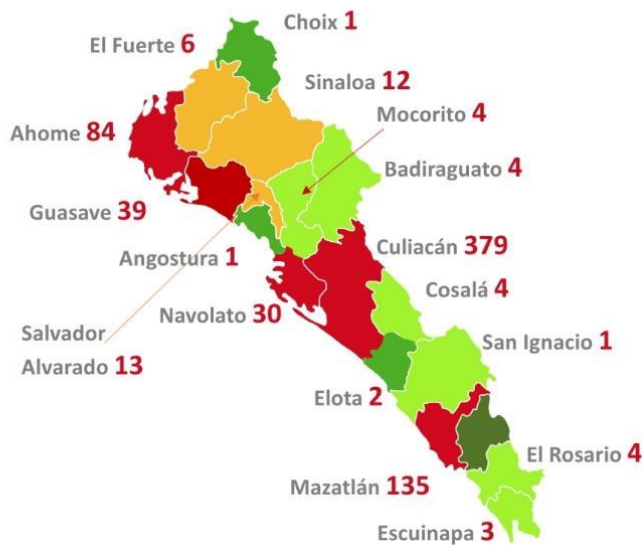 Choix 1
El Fuerte 6
Sinaloa 12
Mocorito 4
Ahome 84
Badiraguato 4
Guasave 39
Culiacán 379
Angostura 1
Cosalá 4
Navolato 30
Salvador
Alvarado 13
San Ignacio 1
Elota 2
El Rosario 4
Mazatlán 135
Escuinapa 3